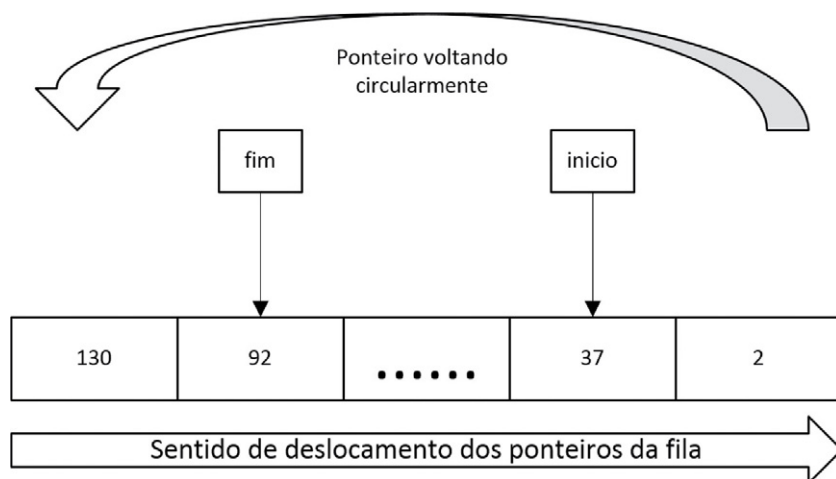 Ponteiro voltando
circularmente
fim
inicio
130
92
......
37
2
Sentido de deslocamento dos ponteiros da fila